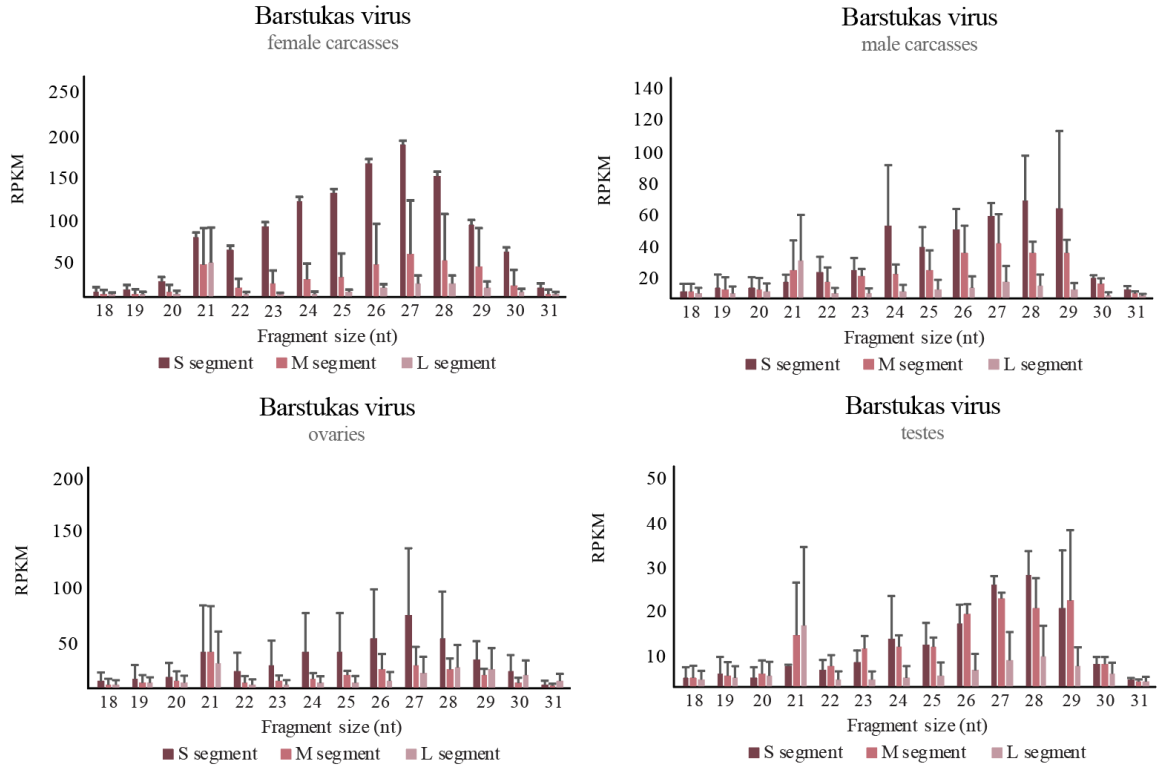 Barstukas virus
female carcasses
250
200
150
100
50
RPKM
18 19 20 21 22 23 24 25 26 27 28 29 30 31
Fragment size (nt)
S segment M segment L segment
Barstukas virus
male carcasses
140
120
100
80
60
40
20
RPKM
18 19 20 21 22 23 24 25 26 27 28 29 30 31
Fragment size (nt)
S segment M segment L segment
Barstukas virus
ovaries
200
150
100
50
RPKM
18 19 20 21 22 23 24 25 26 27 28 29 30 31
Fragment size (nt)
S segment M segment L segment
Barstukas virus
testes
50
40
30
20
10
RPKM
18 19 20 21 22 23 24 25 26 27 28 29 30 31
Fragment size (nt)
S segment M segment L segment